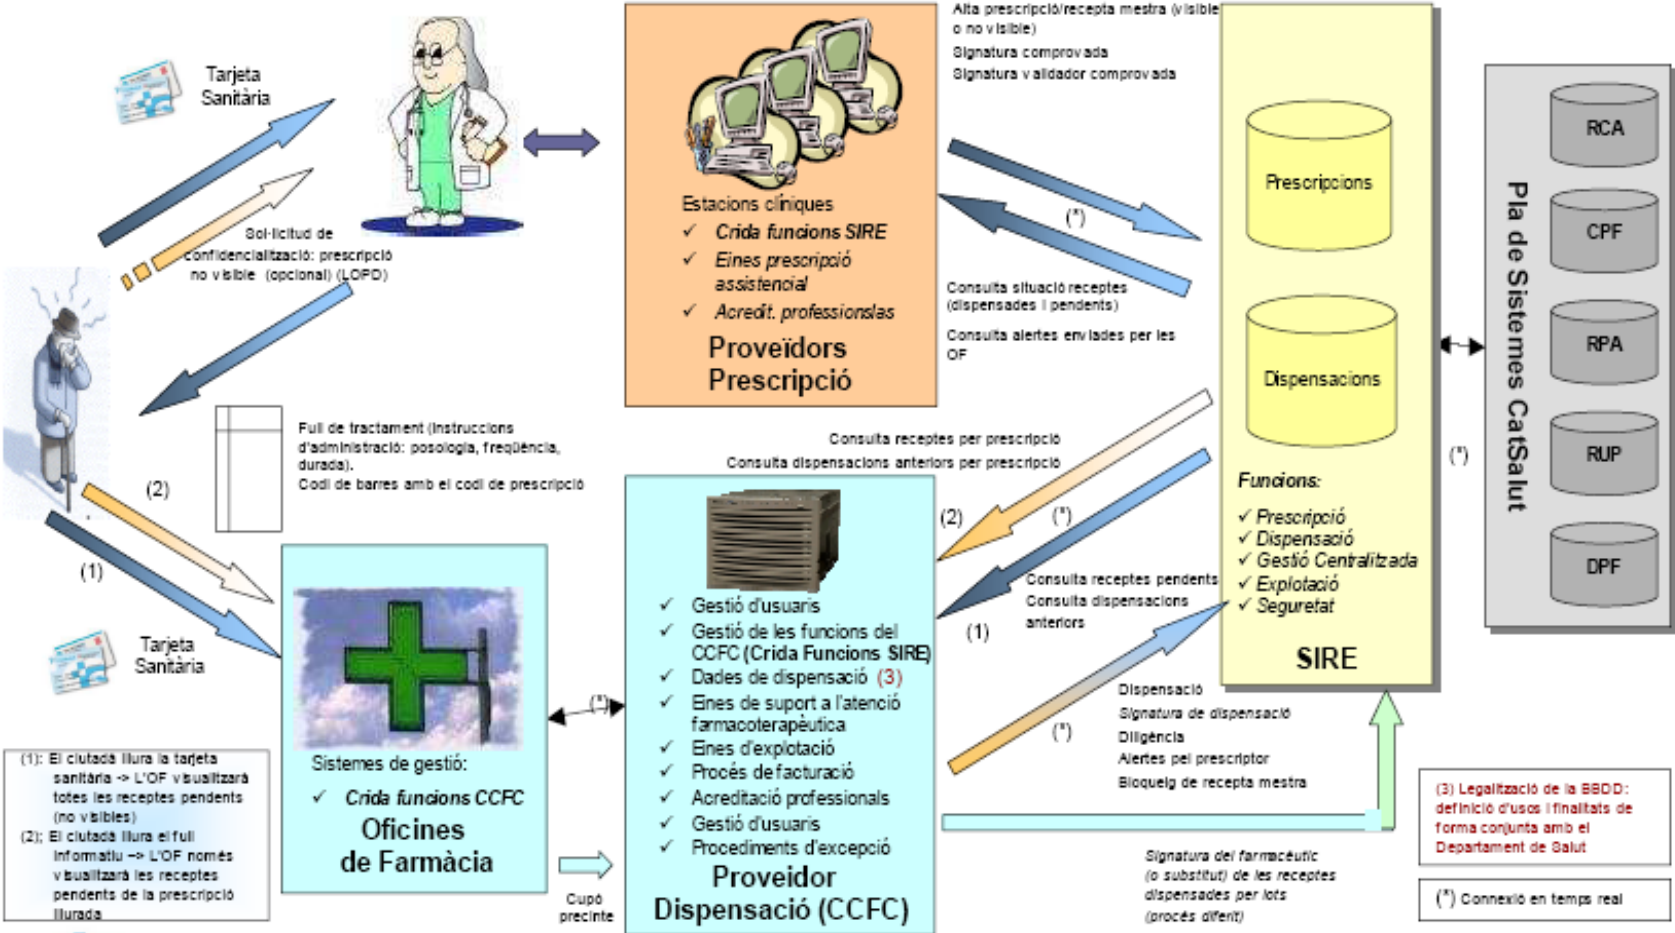 Tarjeta
Sanitària
Sol·licitud de
confidencialització: prescripció
no visible (opcional) (LOPD)
Estacions clíniques
✓ Crida funcions SIRE
✓ Eines prescripció
assistencial
✓ Acredit. professionslas
Proveïdors
Prescripció
Alta prescripció/recepta mestra (visible
o no visible)
Signatura comprovada
Signatura validador comprovada
(*)
Consulta situació receptes
(dispensades i pendents)
Consulta alertes enviades per les
OF
Prescripcions
Dispensacions
Funcions:
✓ Prescripció
✓ Dispensació
✓ Gestió Centralitzada
✓ Explotació
✓ Seguretat
SIRE
(*)
Pla de Sistemes CatSalut
RCA
CPF
RPA
RUP
DPF
Full de tractament (instruccions
d'administració: posologia, freqüència,
durada).
Codi de barres amb el codi de prescripció
(2)
(1)
Tarjeta
Sanitària
Consulta receptes per prescripció
Consulta dispensacions anteriors per prescripció
(2)
(*)
Consulta receptes pendents
Consulta dispensacions
anteriors
(1)
Sistemes de gestió:
✓ Crida funcions CCFC
Oficines
de Farmàcia
(*)
Cupó
precinte
✓ Gestió d'usuaris
✓ Gestió de les funcions del
CCFC (Crida Funcions SIRE)
✓ Dades de dispensació (3)
✓ Eines de suport a l'atenció
farmacoterapèutica
✓ Eines d'explotació
✓ Procés de facturació
✓ Acreditació professionals
✓ Gestió d'usuaris
✓ Procediments d'excepció
Proveidor
Dispensació (CCFC)
(*)
Dispensació
Signatura de dispensació
Diligència
Alertes pel prescriptor
Bloqueig de recepta mestra
Signatura del farmacèutic
(o substitut) de les receptes
dispensades per lots
(procés diferit)
(1): El ciutadà lliura la tarjeta
sanitària -> L'OF visualitzarà
totes les receptes pendents
(no visibles)
(2); El ciutadà lliura el full
informatiu –> L'OF només
visualitzarà les receptes
pendents de la prescripció
lliurada
(3) Legalització de la BBDD:
definició d'usos i finalitats de
forma conjunta amb el
Departament de Salut
(*) Connexió en temps real